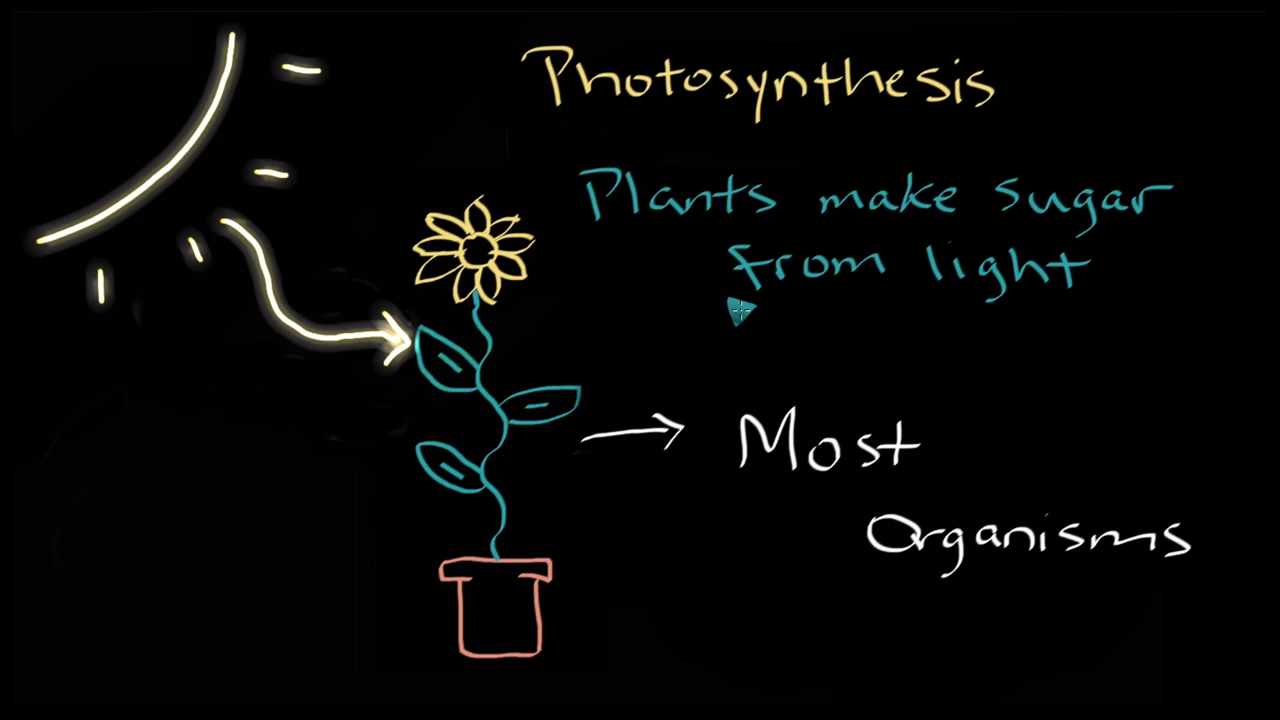 Photosynthesis
Plants make sugar
from light
Most
Organisms